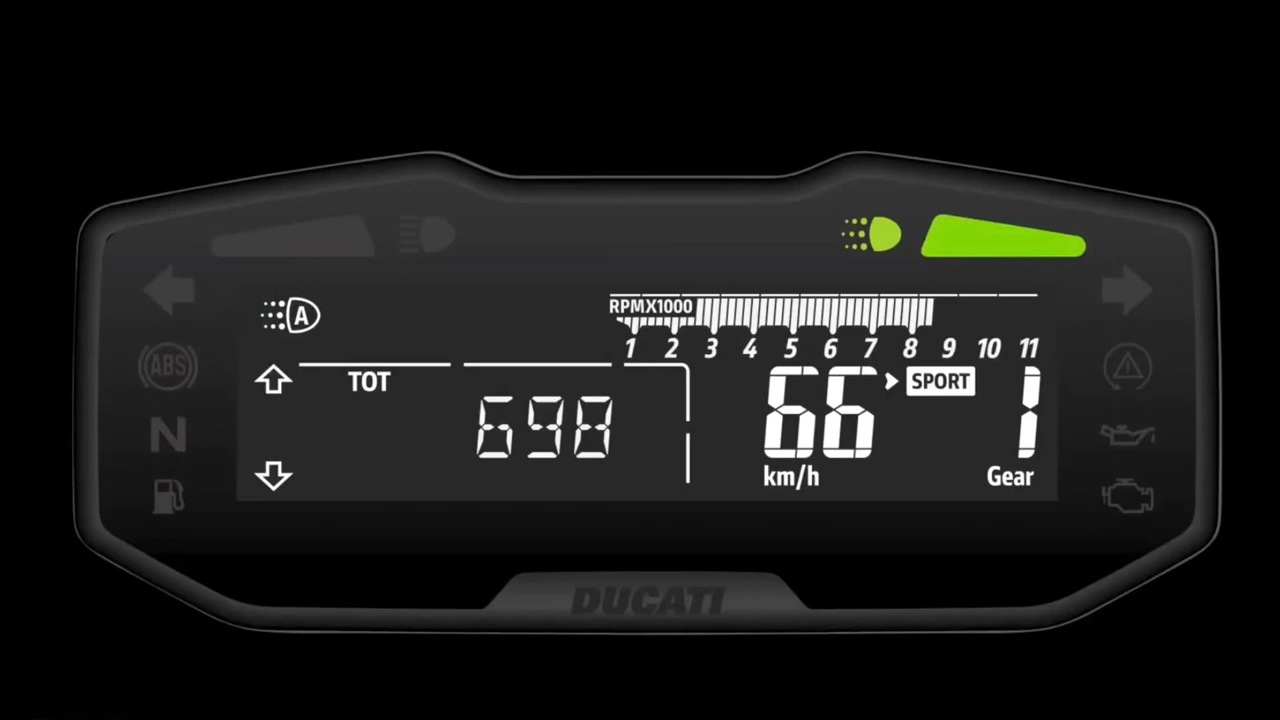 A
RPMX1000
1 2 3 4 5 6 7 8 9 10 11
ABS
TOT
SPORT
698
66
1
N
km/h
Gear
DUCATI